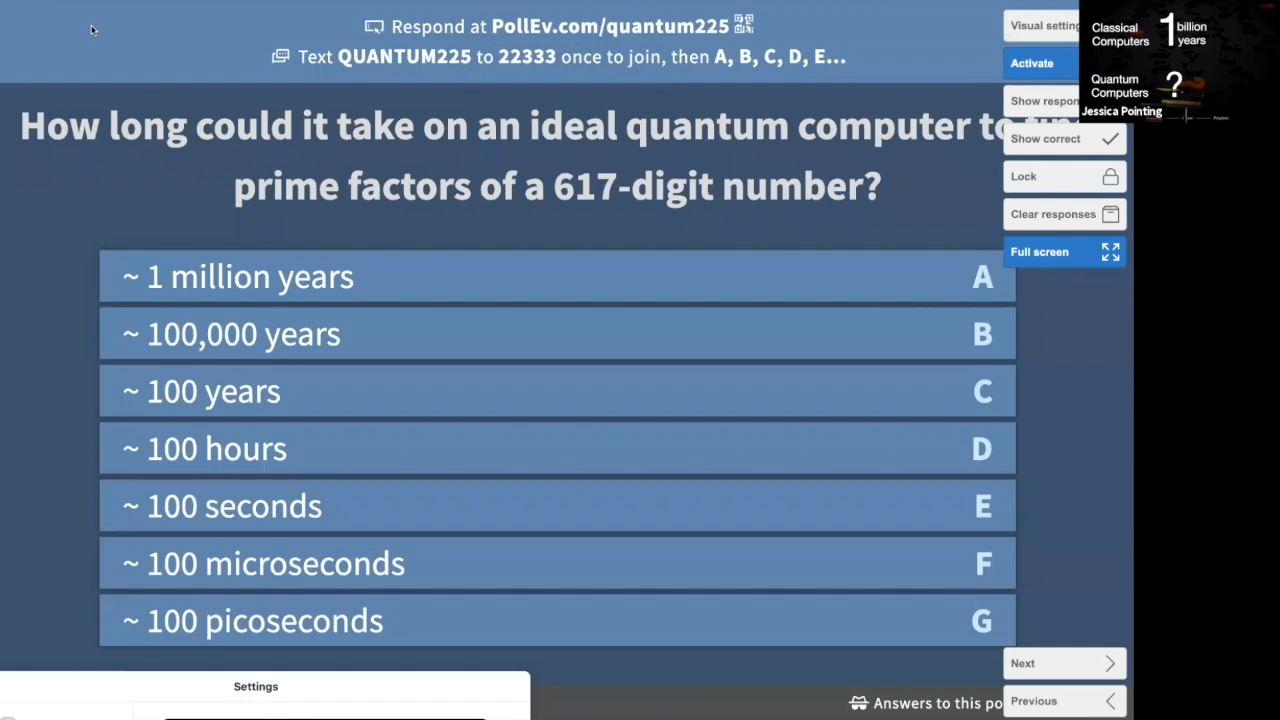 Respond at PollEv.com/quantum225
Text QUANTUM225 to 22333 once to join, then A, B, C, D, E...
How long could it take on an ideal quantum computer to
prime factors of a 617-digit number?
~ 1 million years A
~ 100,000 years B
~ 100 years C
~ 100 hours D
~ 100 seconds E
~ 100 microseconds F
~ 100 picoseconds G
Settings
Answers to this po
Visual setting
Activate
Show respon
Show correct
Lock
Clear responses
Full screen
Next
Previous
Classical
Computers
1 billion
years
Quantum
Computers
?
Jessica Pointing